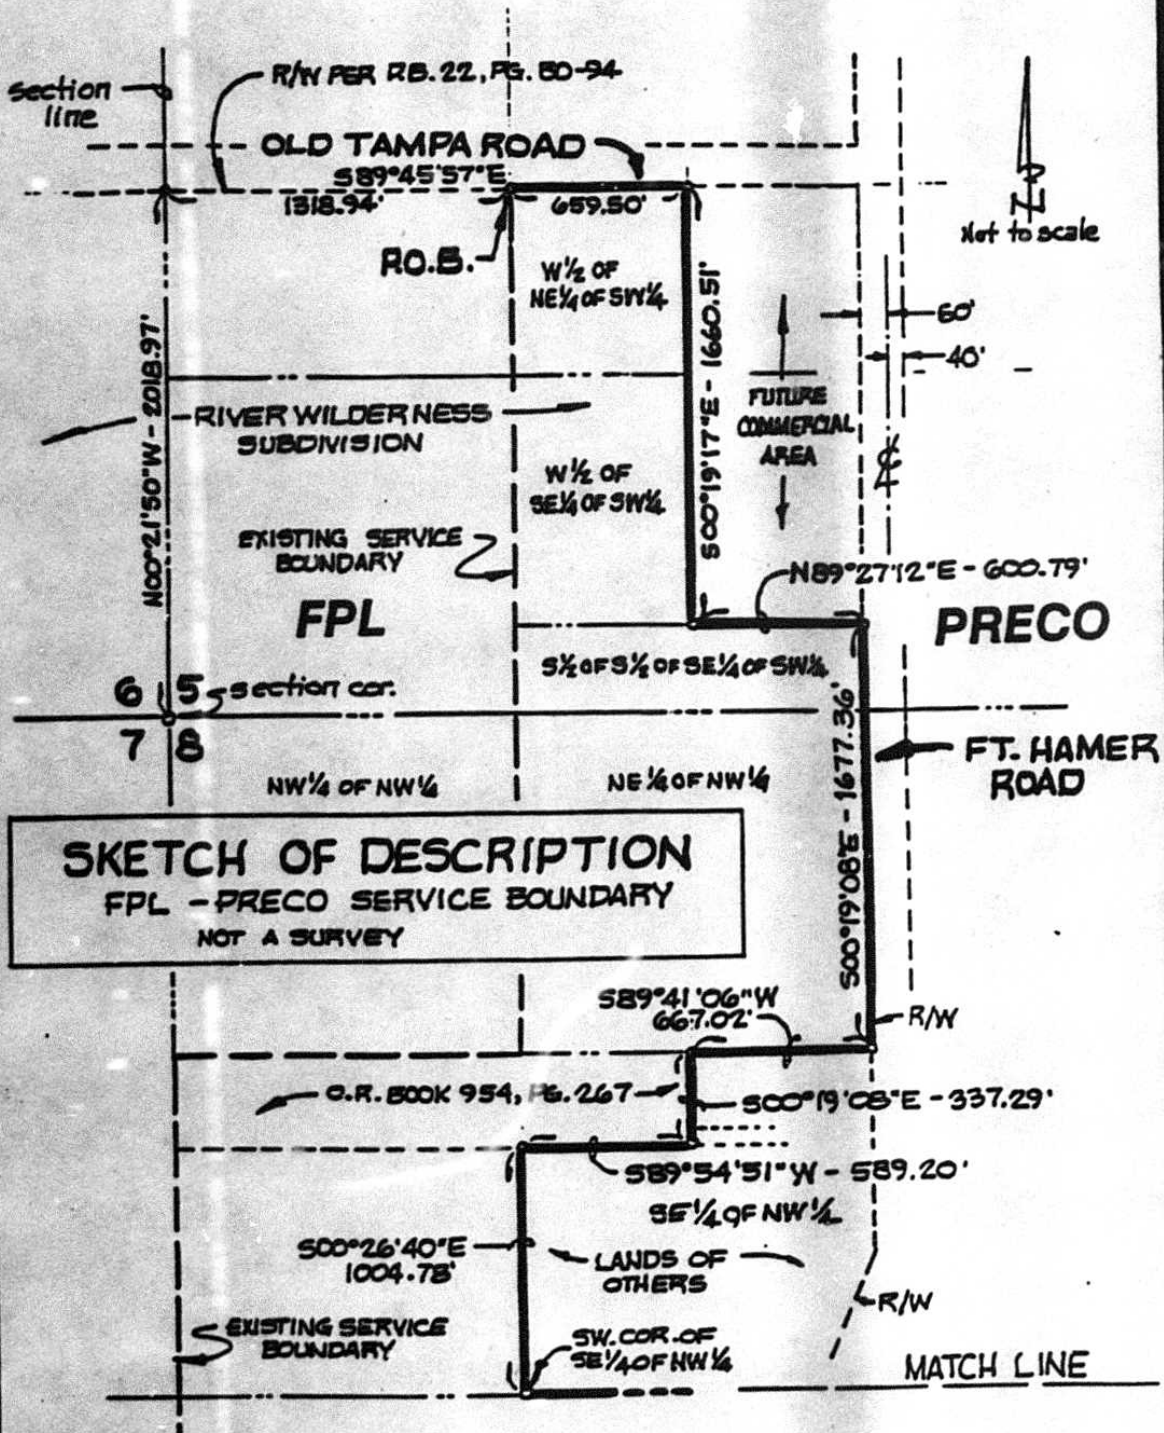 R/W PER R.B. 22, PG. 80-94
section
line
OLD TAMPA ROAD
S89°45'57"E
1318.94'
659.50'
P.O.B.
N
Not to scale
W½ OF
NE¼ OF SW¼
S00°19'17"E - 1660.51'
60'
40'
N00°21'50"W - 2018.97'
RIVER WILDERNESS
SUBDIVISION
FUTURE
COMMERCIAL
AREA
W½ OF
SE¼ OF SW¼
EXISTING SERVICE
BOUNDARY
N89°27'12"E - 600.79'
FPL
PRECO
S½ OF S½ OF SE¼ OF SW¼
6 5
section cor.
7 8
S00°19'08"E - 1677.36'
FT. HAMER
ROAD
NW¼ OF NW¼
NE¼ OF NW¼
SKETCH OF DESCRIPTION
FPL - PRECO SERVICE BOUNDARY
NOT A SURVEY
S89°41'06"W
667.02'
R/W
O.R. BOOK 954, PG. 267
S00°19'08"E - 337.29'
S89°54'51"W - 589.20'
SE¼ OF NW¼
S00°26'40"E
1004.78'
LANDS OF
OTHERS
R/W
EXISTING SERVICE
BOUNDARY
SW. COR. OF
SE¼ OF NW¼
MATCH LINE